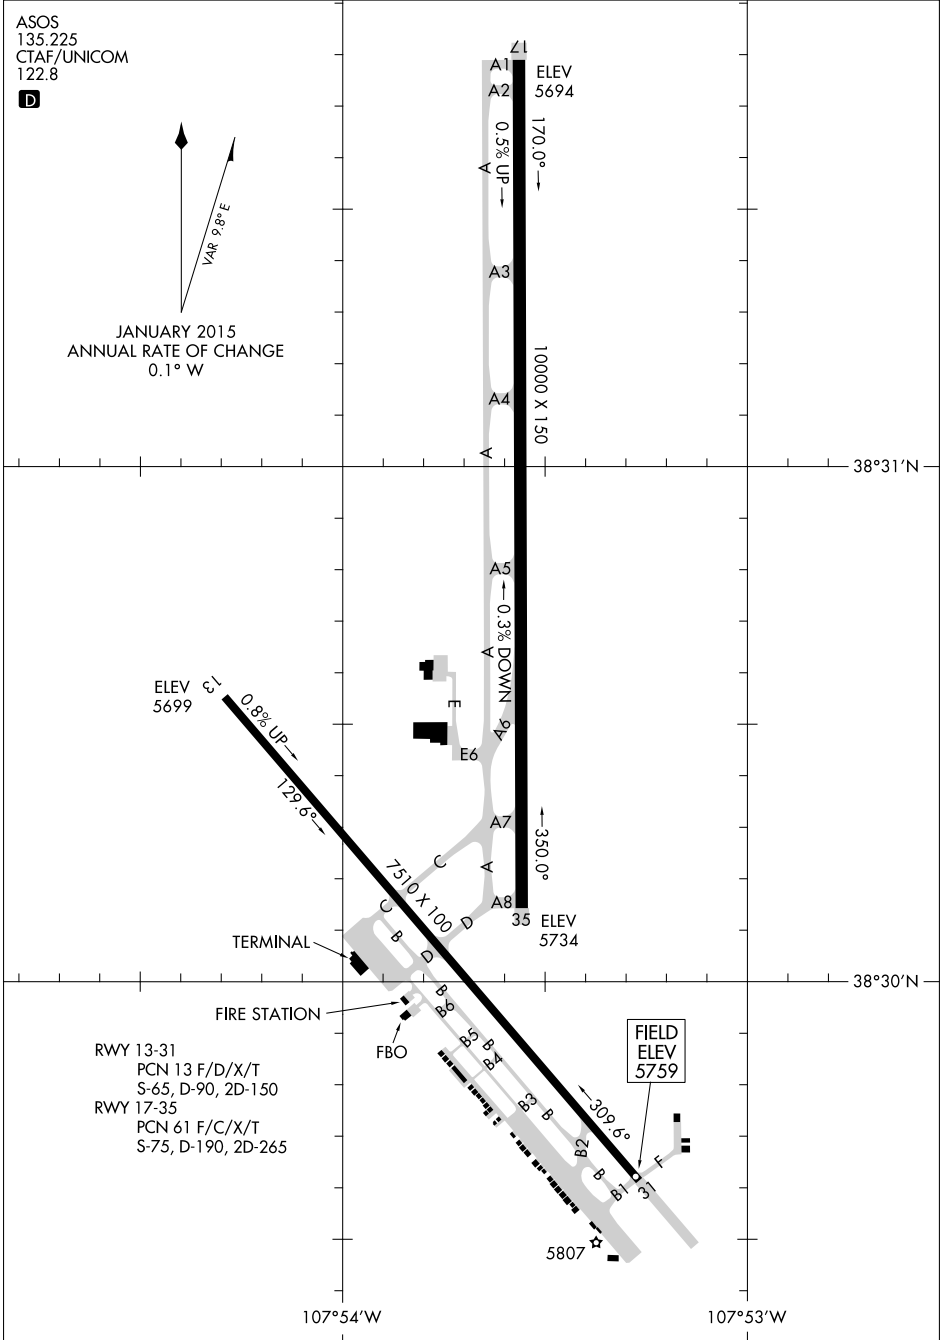 ASOS
135.225
CTAF/UNICOM
122.8
D
VAR 9.8° E
JANUARY 2015
ANNUAL RATE OF CHANGE
0.1° W
17
A1
A2
ELEV
5694
0.5% UP
170.0°
A
A3
10000 X 150
A4
A
38°31'N
A5
0.3% DOWN
A
E
A6
E6
ELEV
5699
13
0.8% UP
129.6°
A7
350.0°
C
A
7510 X 100
A8
35
ELEV
5734
C
B
D
D
TERMINAL
38°30'N
B
B6
FIRE STATION
FBO
B5
B
B4
FIELD
ELEV
5759
RWY 13-31
PCN 13 F/D/X/T
S-65, D-90, 2D-150
RWY 17-35
PCN 61 F/C/X/T
S-75, D-190, 2D-265
B3
B
309.6°
B2
F
B
B1
31
5807
107°54'W
107°53'W